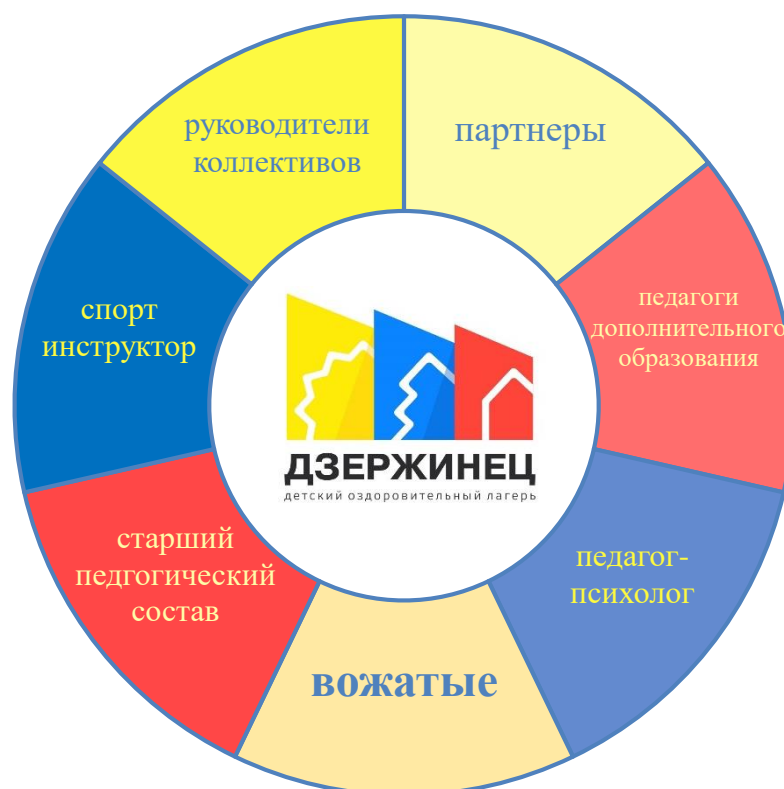 руководители
коллективов
партнеры
педагоги
дополнительного
образования
педагог-
психолог
вожатые
старший
педгогический
состав
спорт
инструктор
ДЗЕРЖИНЕЦ
детский оздоровительный лагерь